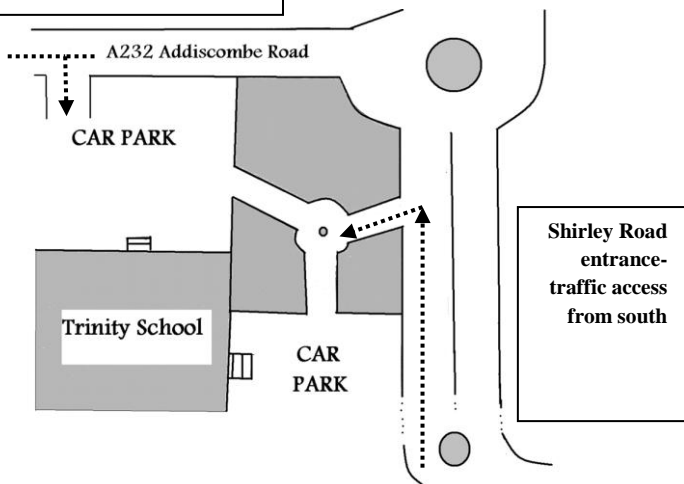 A232 Addiscombe Road
CAR PARK
Shirley Road
entrance-
traffic access
from south
Trinity School
CAR
PARK